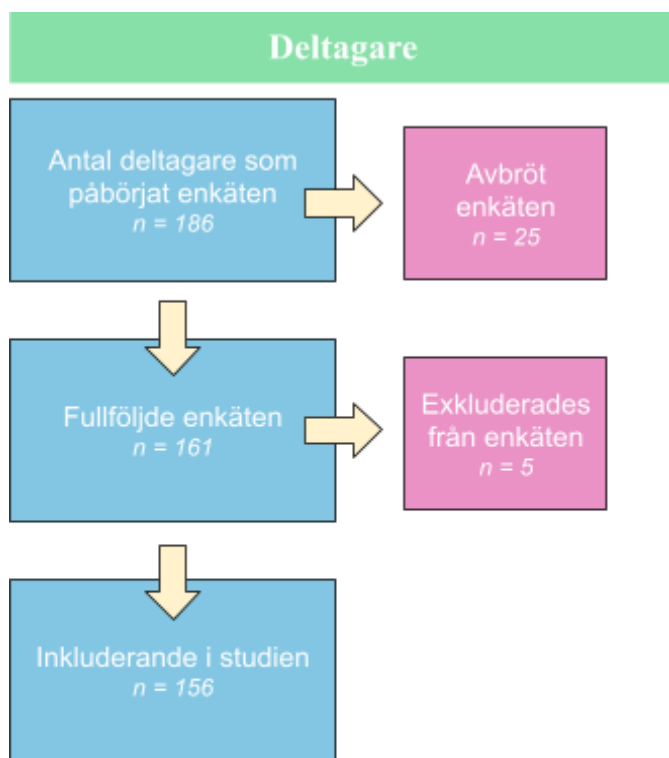 Deltagare
Antal deltagare som
påbörjat enkäten
n = 186
Avbröt
enkäten
n = 25
Fullföljde enkäten
n = 161
Exkluderades
från enkäten
n = 5
Inkluderande i studien
n = 156